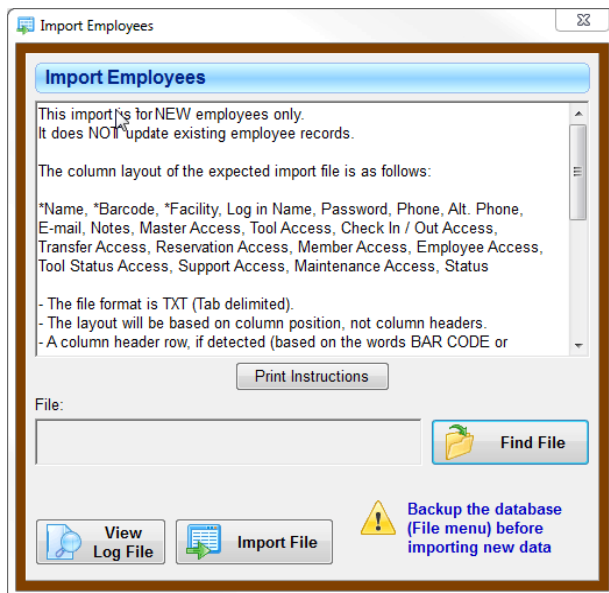 Import Employees
Import Employees
This import is for NEW employees only.
It does NOT update existing employee records.
The column layout of the expected import file is as follows:
*Name, *Barcode, *Facility, Log in Name, Password, Phone, Alt. Phone,
E-mail, Notes, Master Access, Tool Access, Check In / Out Access,
Transfer Access, Reservation Access, Member Access, Employee Access,
Tool Status Access, Support Access, Maintenance Access, Status
- The file format is TXT (Tab delimited).
- The layout will be based on column position, not column headers.
- A column header row, if detected (based on the words BAR CODE or
Print Instructions
File:
Find File
View
Log File
Import File
Backup the database
(File menu) before
importing new data